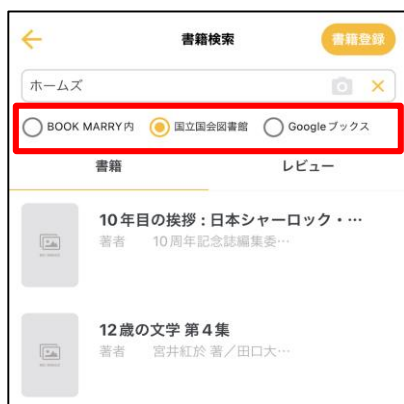 書籍検索
書籍登録
ホームズ
BOOK MARRY内 国立国会図書館 Googleブックス
書籍 レビュー
10年目の挨拶 : 日本シャーロック・…
著者 10周年記念誌編集委…
12歳の文学 第4集
著者 宮井紅於 著／田口大…